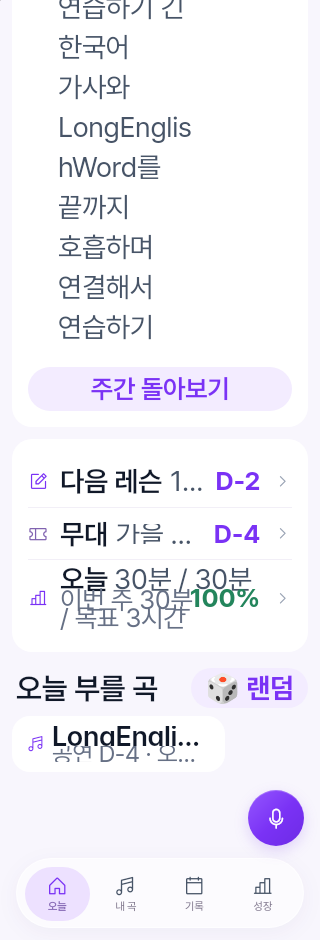 연습하기 긴
한국어
가사와
LongEnglis
hWord를
끝까지
호흡하며
연결해서
연습하기
주간 돌아보기
다음 레슨 1... D-2
무대 가을 ... D-4
오늘 30분 / 30분
이번 주 30분 100%
/ 목표 3시간
오늘 부를 곡 랜덤
LongEngli...
공연 D-4 · 오...
오늘 내 곡 기록 성장